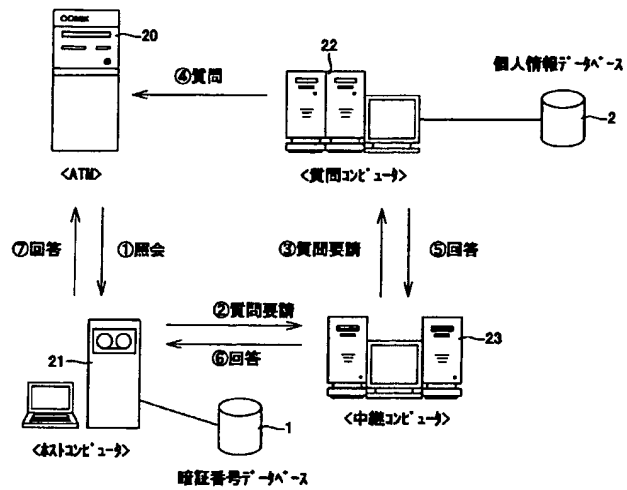 COMIX
20
22
個人情報データベース
④質問
2
<ATM>
<質問コンピュータ>
⑦回答
①照会
③質問要請
⑤回答
②質問要請
21
⑥回答
23
<中継コンピュータ>
1
<ホストコンピュータ>
暗証番号データベース